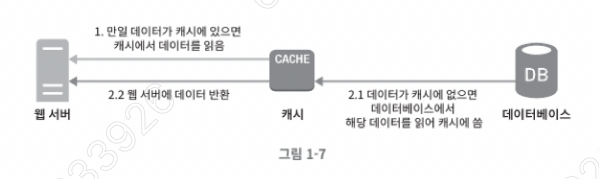 1. 만일 데이터가 캐시에 있으면
캐시에서 데이터를 읽음
CACHE
DB
2.2 웹 서버에 데이터 반환
2.1 데이터가 캐시에 없으면
데이터베이스에서
해당 데이터를 읽어 캐시에 씀
웹 서버
캐시
데이터베이스
그림 1-7